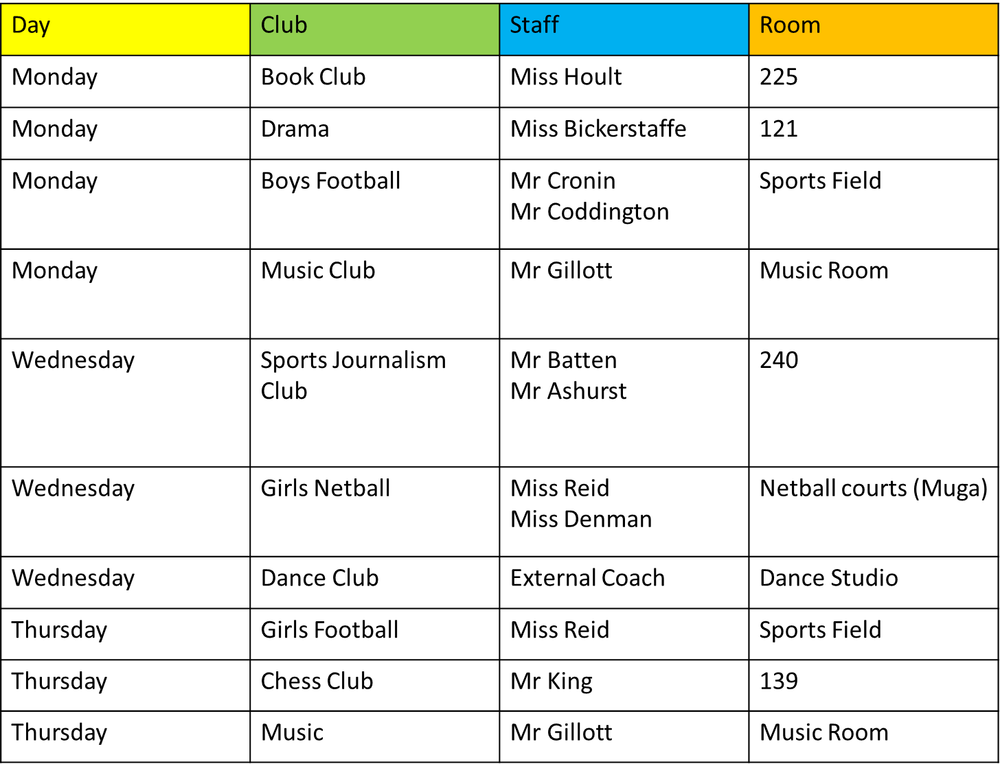 Day Club Staff Room
Monday Book Club Miss Hoult 225
Monday Drama Miss Bickerstaffe 121
Monday Boys Football Mr Cronin Sports Field
Mr Coddington
Monday Music Club Mr Gillott Music Room
Wednesday Sports Journalism Mr Batten 240
Club Mr Ashurst
Wednesday Girls Netball Miss Reid Netball courts (Muga)
Miss Denman
Wednesday Dance Club External Coach Dance Studio
Thursday Girls Football Miss Reid Sports Field
Thursday Chess Club Mr King 139
Thursday Music Mr Gillott Music Room